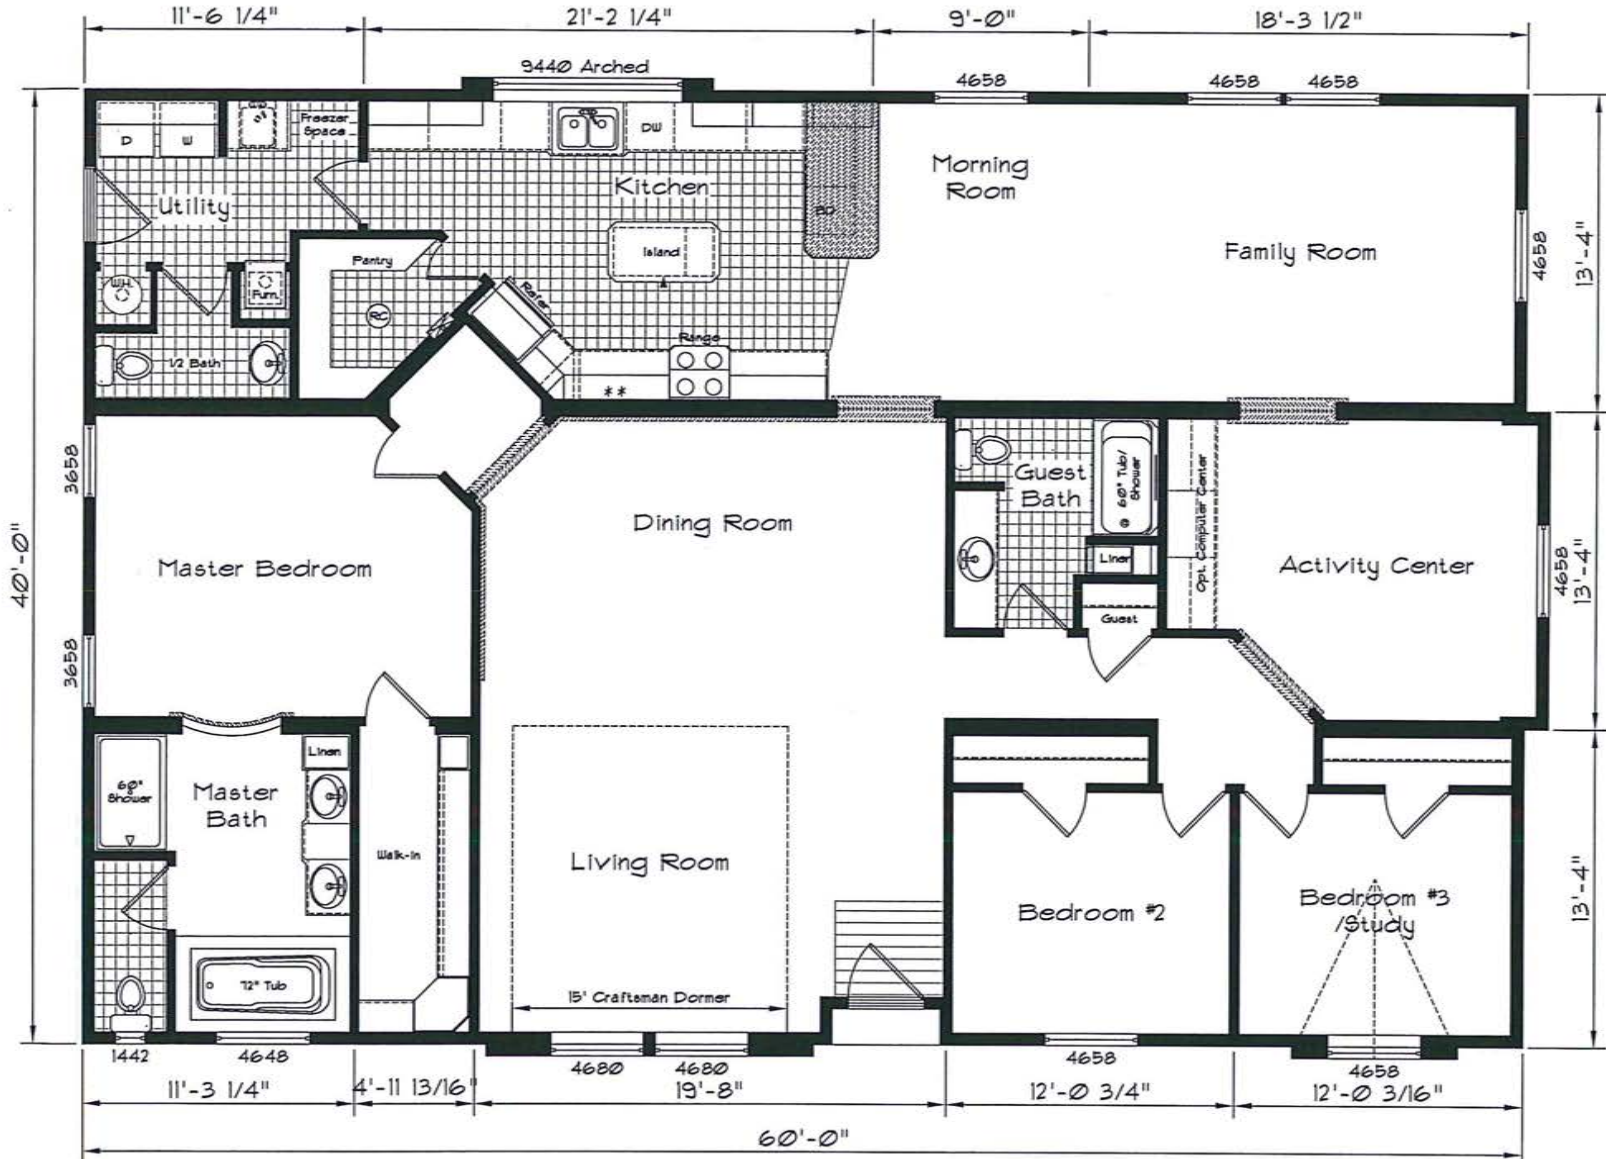 11'-6 1/4"
21'-2 1/4"
9'-0"
18'-3 1/2"
9440 Arched
4658
4658
4658
D
W
Freezer
Space
DW
Kitchen
Morning
Room
Utility
Island
Family Room
4658
13'-4"
Pantry
W.H.
Furn.
Refer
RC
Range
1/2 Bath
**
3658
Guest
Bath
60" Tub/
Shower
Opt. Computer Center
Dining Room
Master Bedroom
Linen
Activity Center
4658
13'-4"
40'-0"
Guest
3658
Linen
60"
Shower
Master
Bath
Walk-in
Living Room
Bedroom #2
Bedroom #3
/Study
13'-4"
72" Tub
15' Craftsman Dormer
1442
4648
4680
4680
4658
4658
11'-3 1/4"
4'-11 13/16"
19'-8"
12'-0 3/4"
12'-0 3/16"
60'-0"